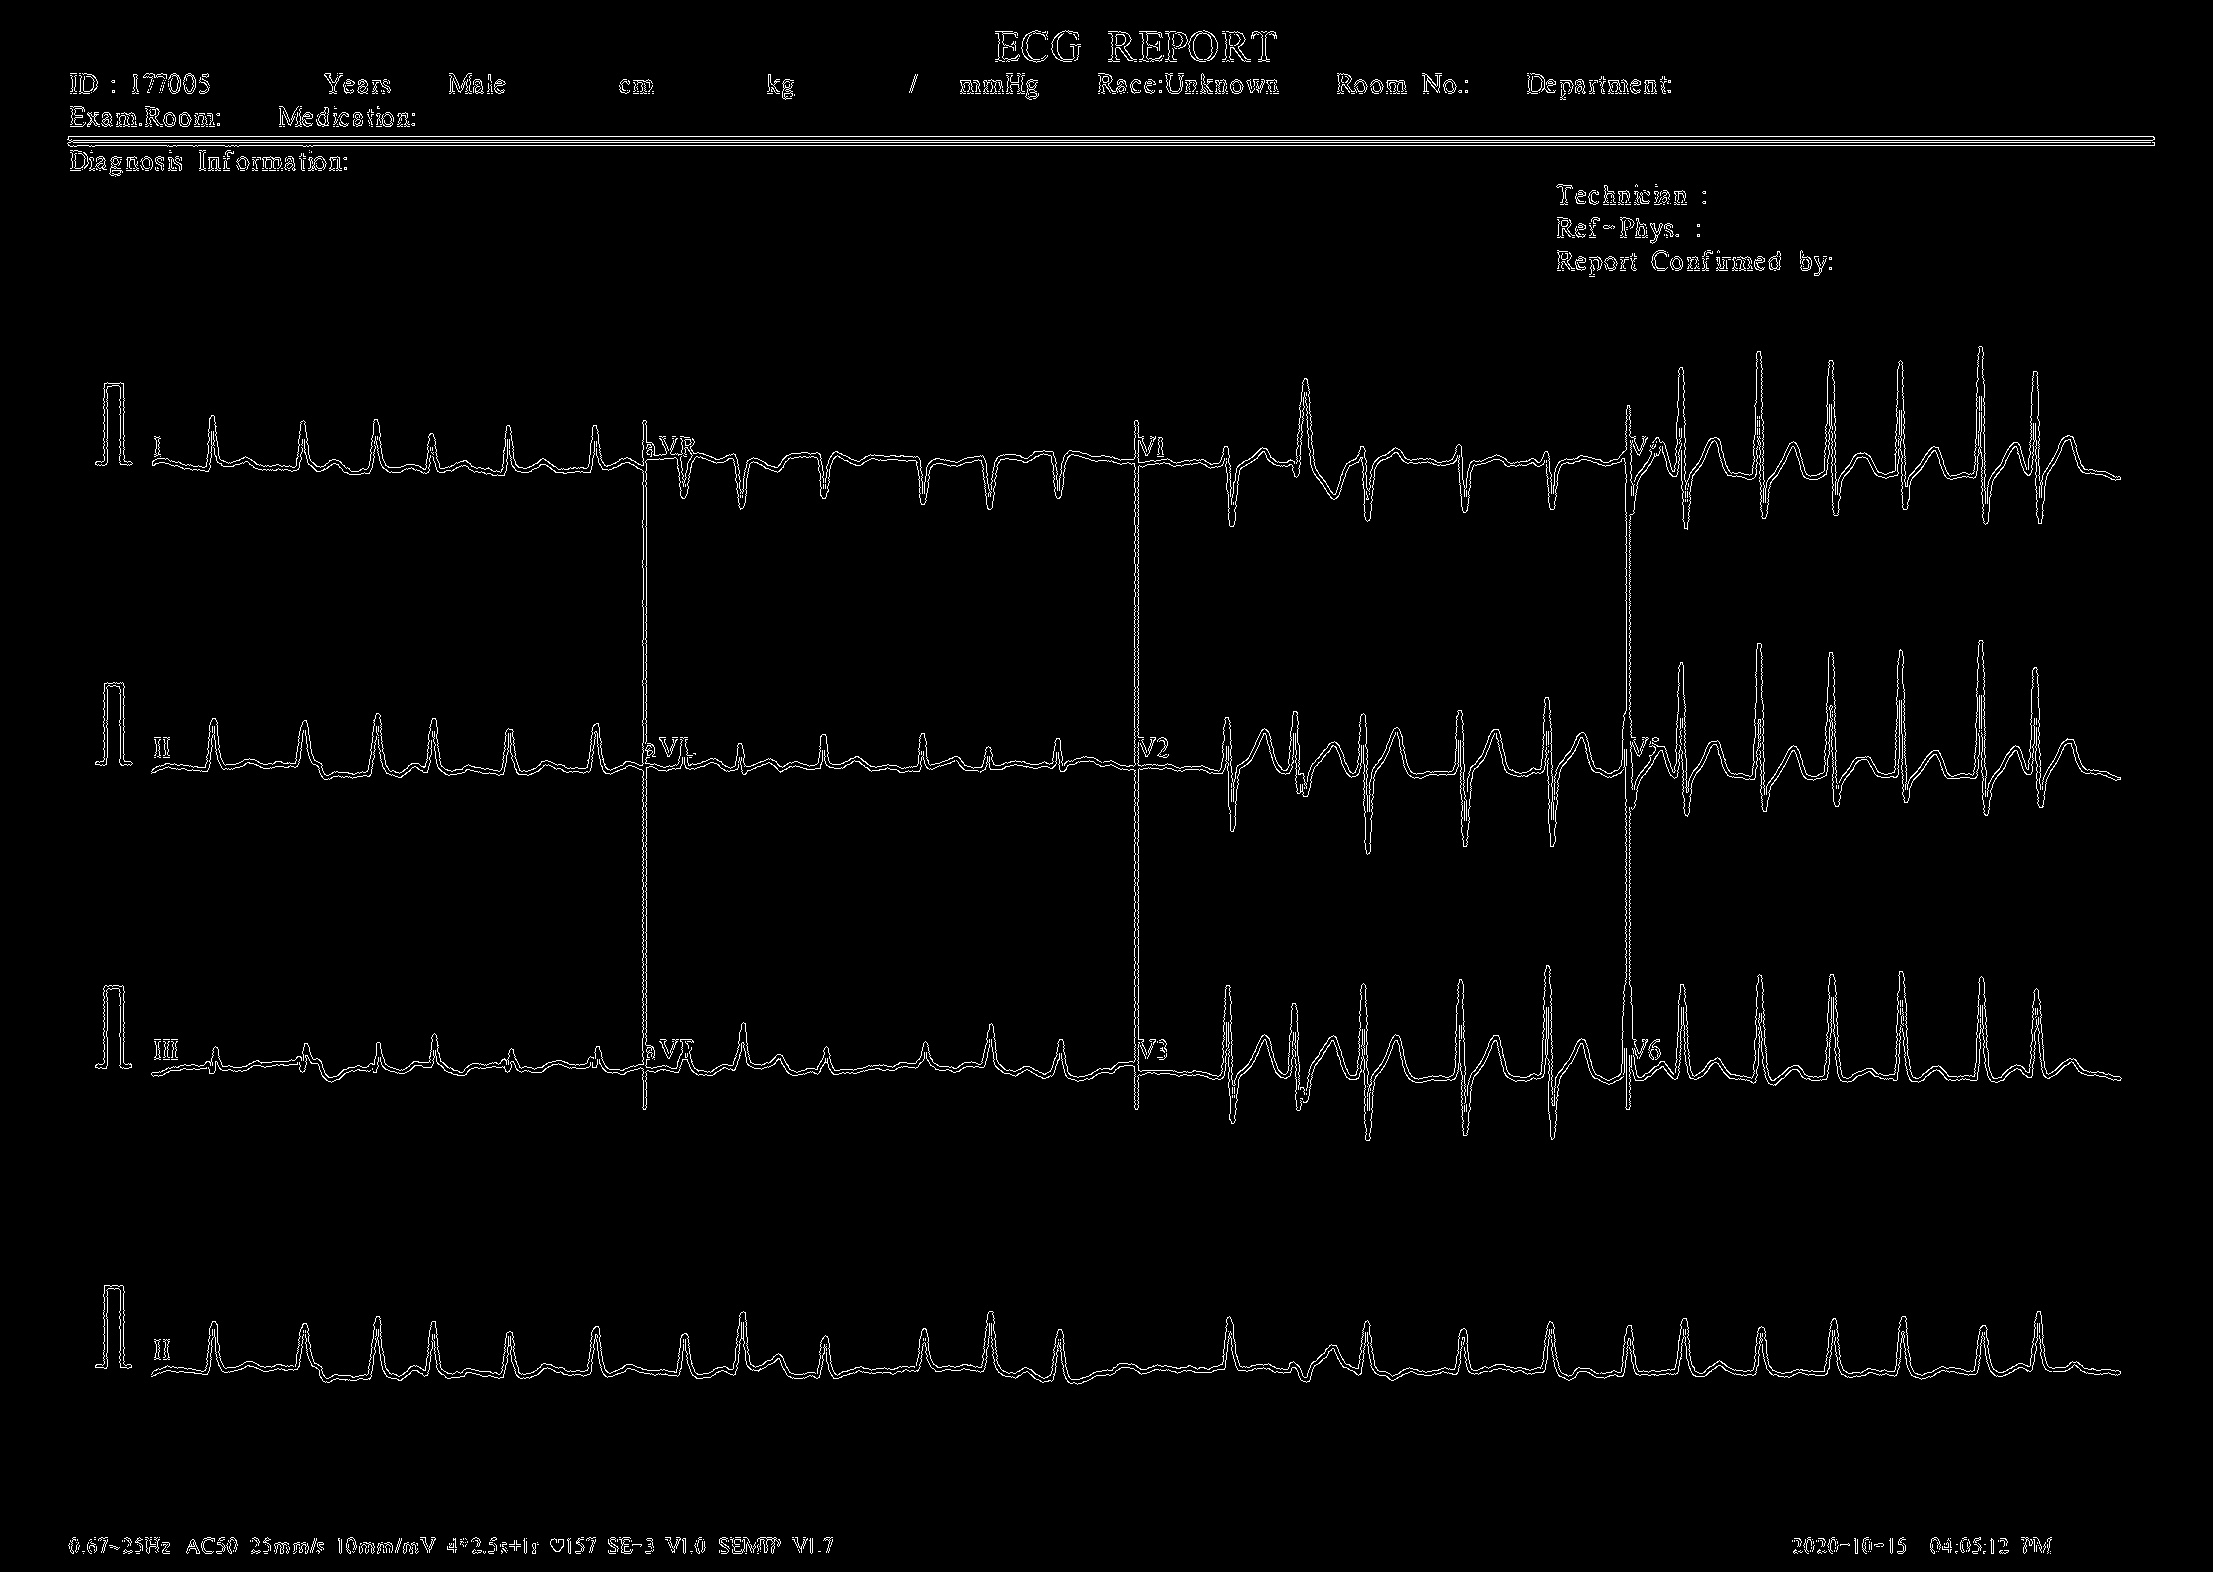 ECG REPORT
ID : 177005 Years Male cm kg / mmHg Race:Unknown Room No.: Department:
Exam.Room: Medication:
Diagnosis Information:
Technician :
Ref-Phys. :
Report Confirmed by:
I aVR V1 V4
II aVL V2 V5
III aVF V3 V6
II
0.67~25Hz AC50 25mm/s 10mm/mV 4*2.5s+1r ♡157 SE-3 V1.0 SEMIP V1.7 2020-10-15 04:05:12 PM